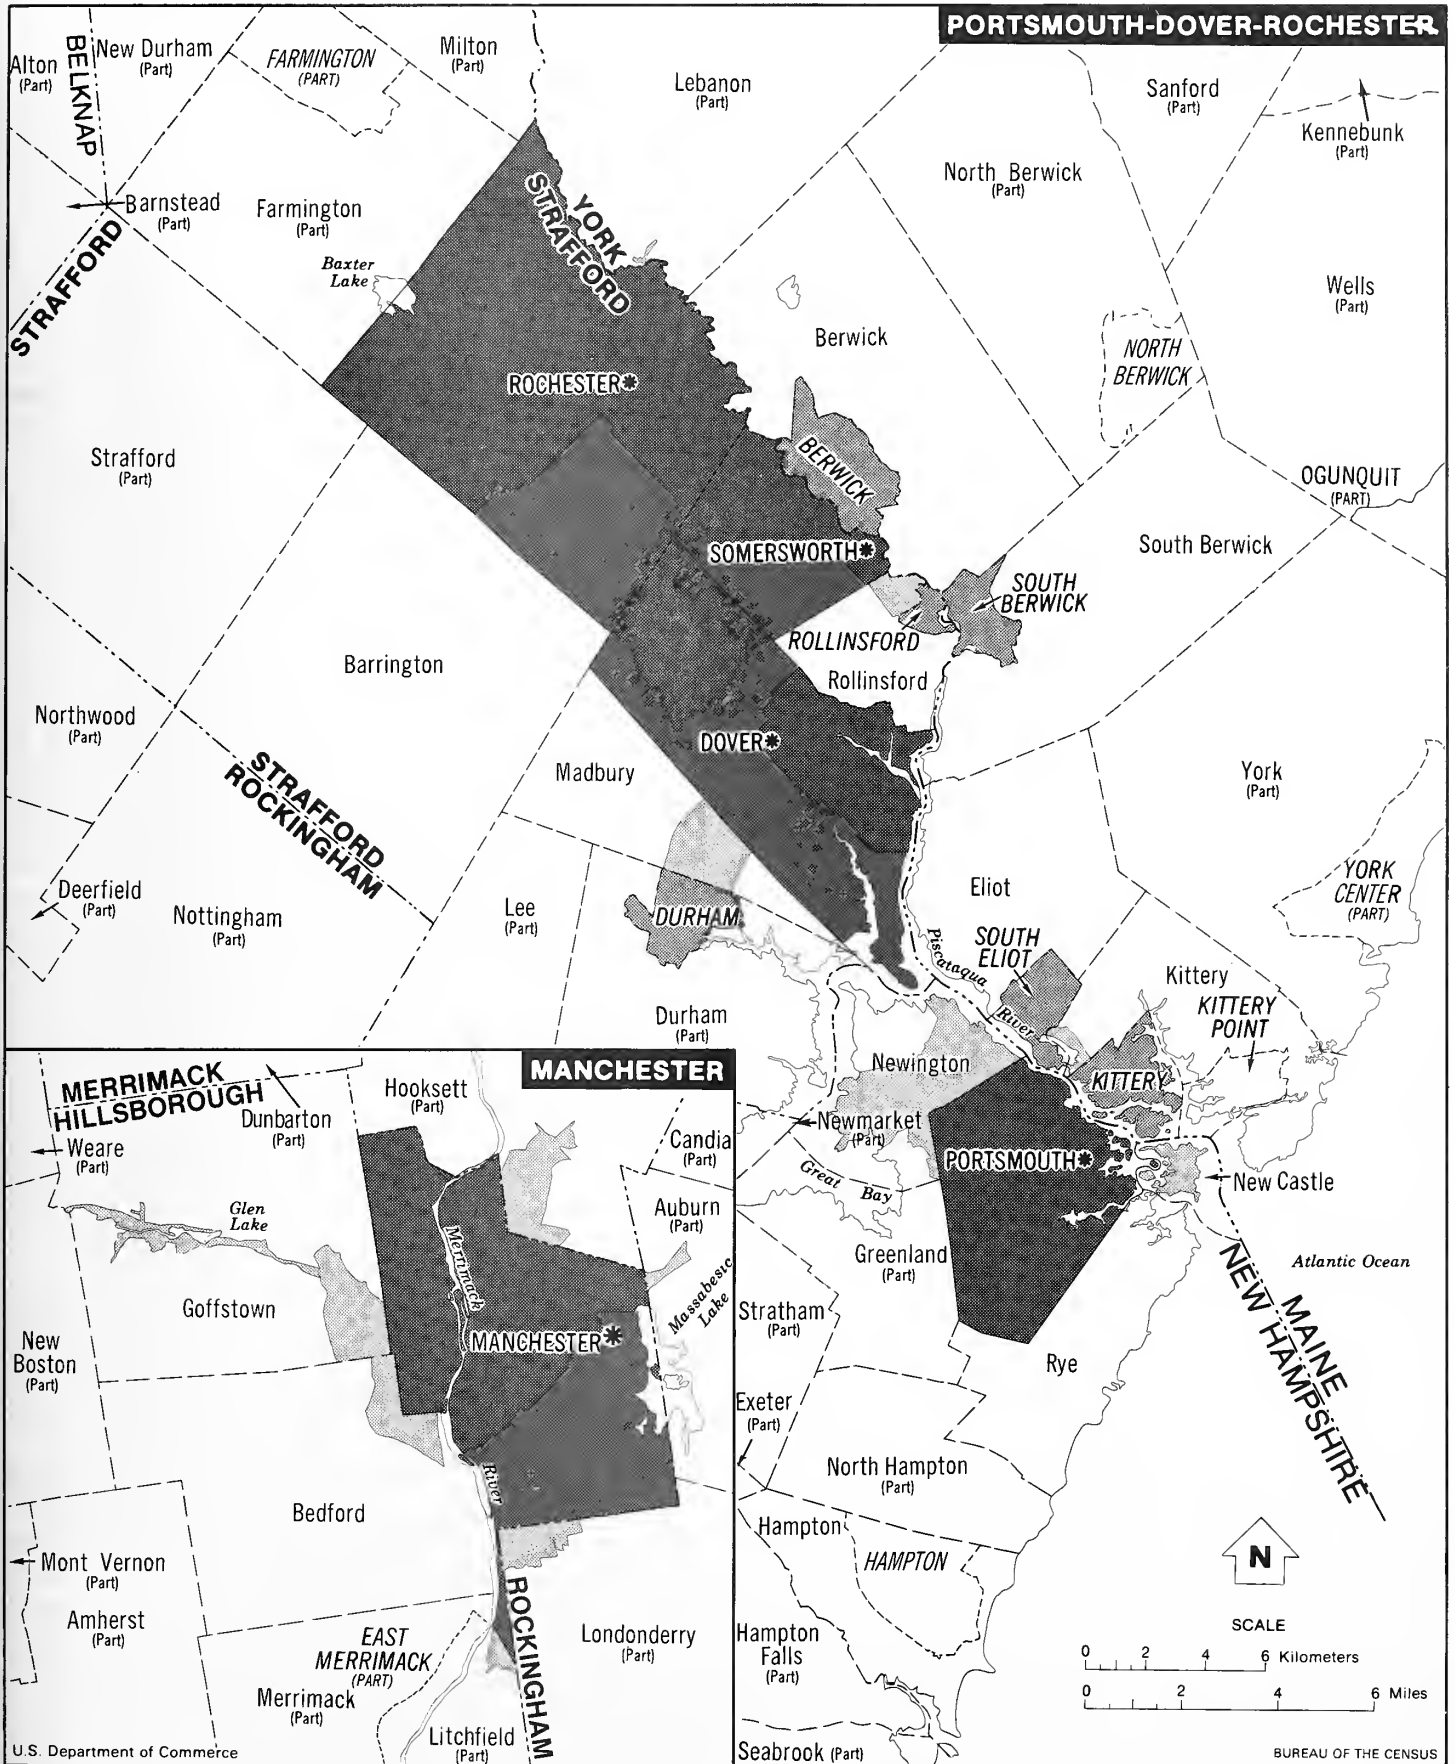 PORTSMOUTH-DOVER-ROCHESTER
Alton
(Part)
BELKNAP
New Durham
(Part)
FARMINGTON
(PART)
Milton
(Part)
Lebanon
(Part)
Sanford
(Part)
Kennebunk
(Part)
North Berwick
(Part)
Barnstead
(Part)
Farmington
(Part)
STRAFFORD
YORK
STRAFFORD
Baxter
Lake
Wells
(Part)
Berwick
NORTH
BERWICK
ROCHESTER*
Strafford
(Part)
BERWICK
OGUNQUIT
(PART)
SOMERSWORTH*
South Berwick
SOUTH
BERWICK
ROLLINSFORD
Rollinsford
Barrington
Northwood
(Part)
DOVER*
Madbury
York
(Part)
STRAFFORD
ROCKINGHAM
YORK
CENTER
(PART)
Deerfield
(Part)
Nottingham
(Part)
Lee
(Part)
DURHAM
Eliot
SOUTH
ELIOT
Piscataqua
River
Kittery
KITTERY
POINT
Durham
(Part)
Newington
KITTERY
Newmarket
(Part)
PORTSMOUTH*
New Castle
Great Bay
Greenland
(Part)
Atlantic Ocean
Stratham
(Part)
MAINE
NEW HAMPSHIRE
Rye
Exeter
(Part)
North Hampton
(Part)
Hampton
HAMPTON
N
Hampton
Falls
(Part)
SCALE
0 2 4 6 Kilometers
0 2 4 6 Miles
Seabrook (Part)
BUREAU OF THE CENSUS
MANCHESTER
MERRIMACK
HILLSBOROUGH
Dunbarton
(Part)
Hooksett
(Part)
Weare
(Part)
Candia
(Part)
Glen
Lake
Auburn
(Part)
Merrimack
Massabesic
Lake
Goffstown
MANCHESTER*
New
Boston
(Part)
River
Bedford
Mont Vernon
(Part)
Amherst
(Part)
ROCKINGHAM
EAST
MERRIMACK
(PART)
Londonderry
(Part)
Merrimack
(Part)
Litchfield
(Part)
U.S. Department of Commerce